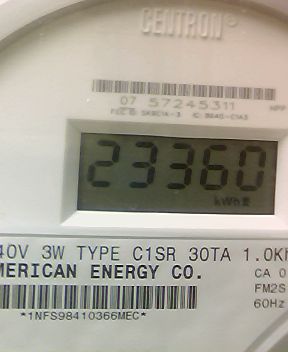 CENTRON®
07 57245311
23360
kWh
40V 3W TYPE C1SR 30TA 1.0Kh
MERICAN ENERGY CO.
CA 0
FM2S
60Hz
*1NFS98410366MEC*